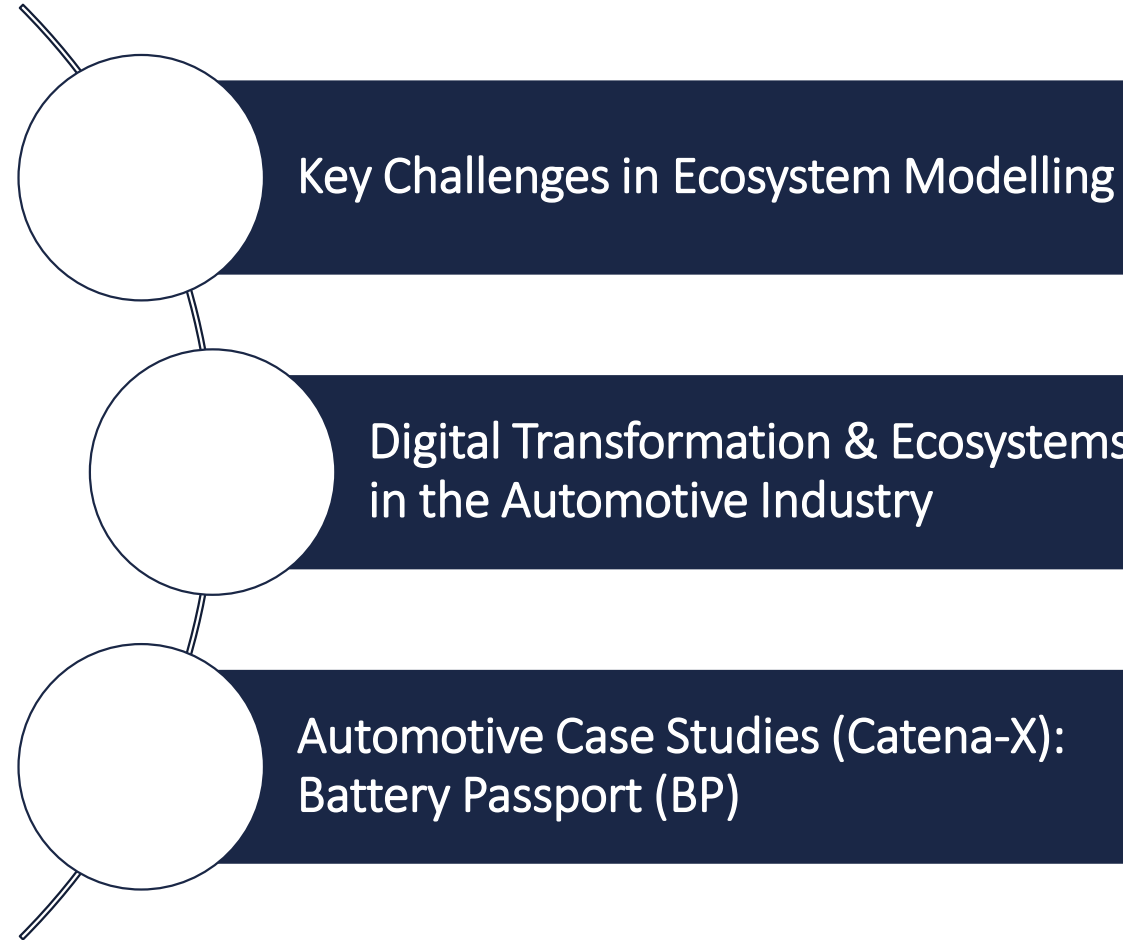 Key Challenges in Ecosystem Modelling
Digital Transformation & Ecosystems
in the Automotive Industry
Automotive Case Studies (Catena-X):
Battery Passport (BP)